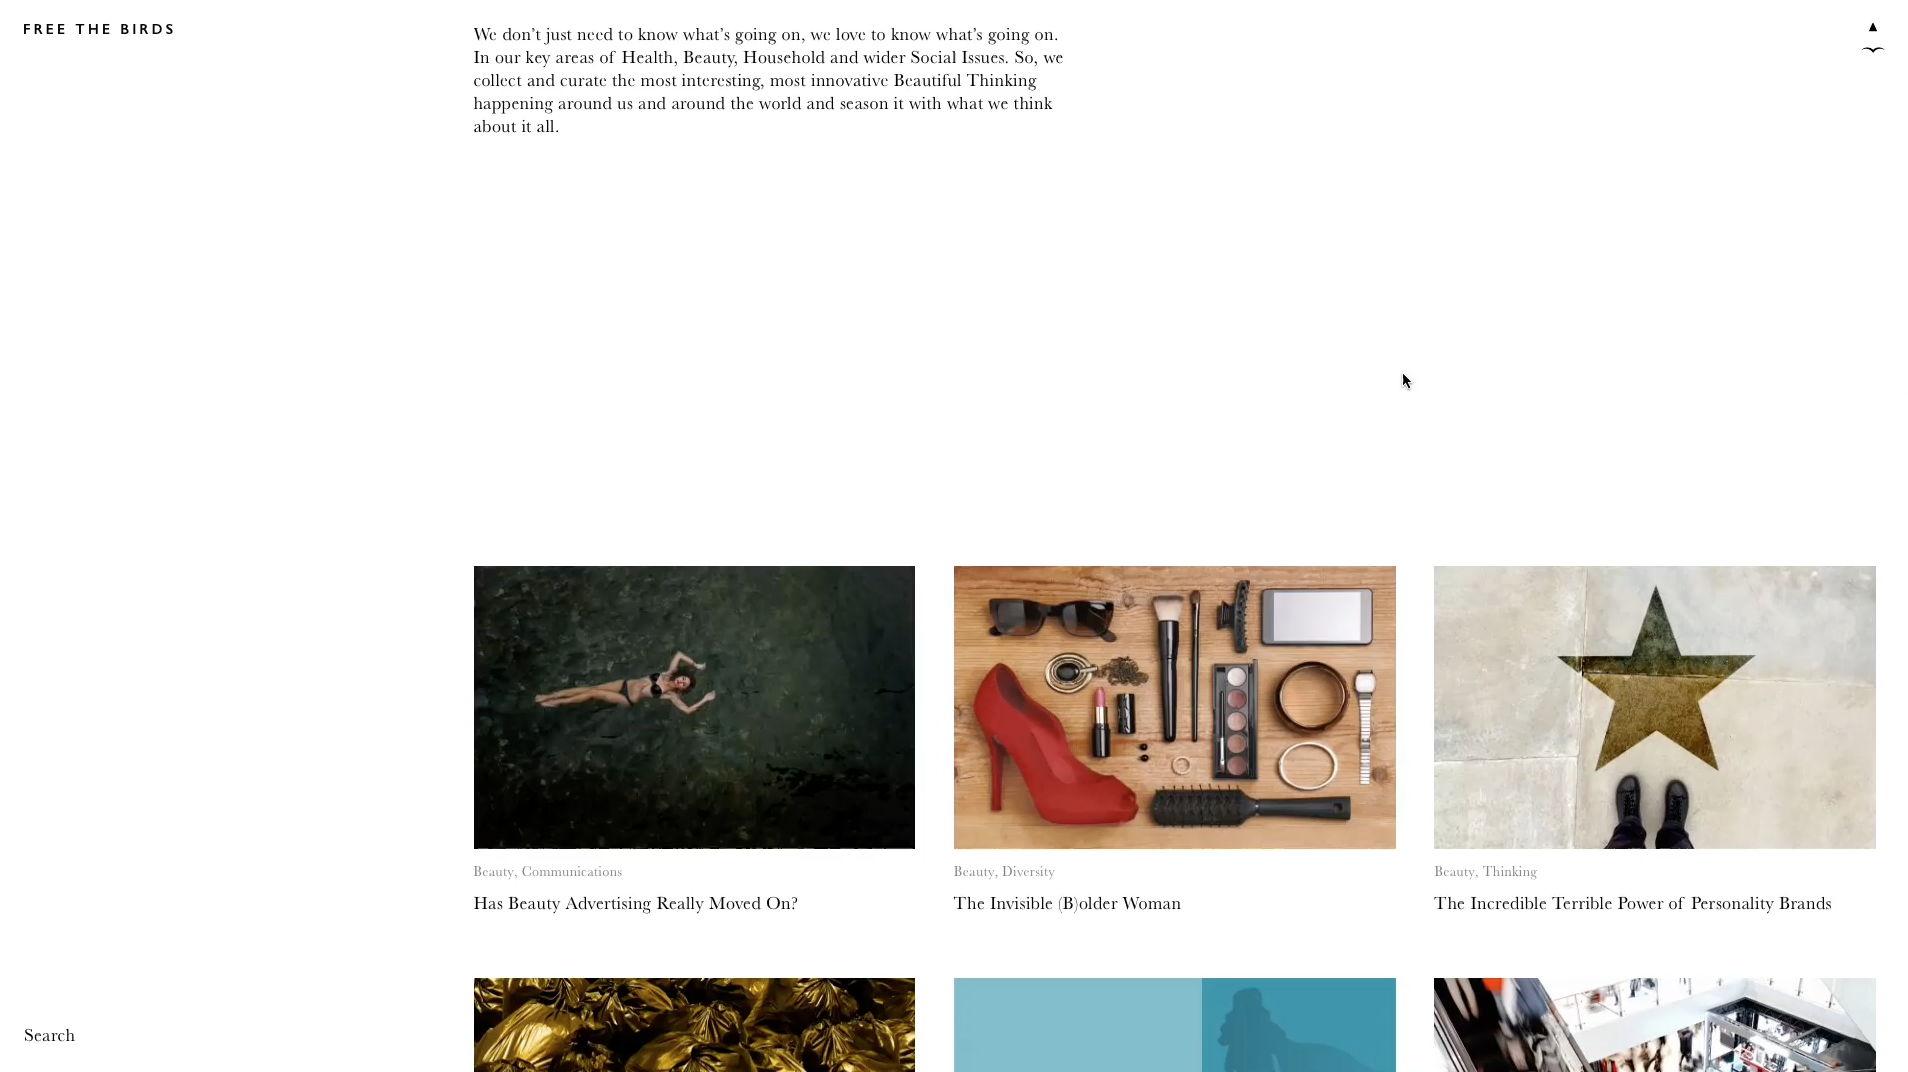 FREE THE BIRDS
We don’t just need to know what’s going on, we love to know what’s going on.
In our key areas of Health, Beauty, Household and wider Social Issues. So, we
collect and curate the most interesting, most innovative Beautiful Thinking
happening around us and around the world and season it with what we think
about it all.
Beauty, Communications
Has Beauty Advertising Really Moved On?
Beauty, Diversity
The Invisible (B)older Woman
Beauty, Thinking
The Incredible Terrible Power of Personality Brands
Search